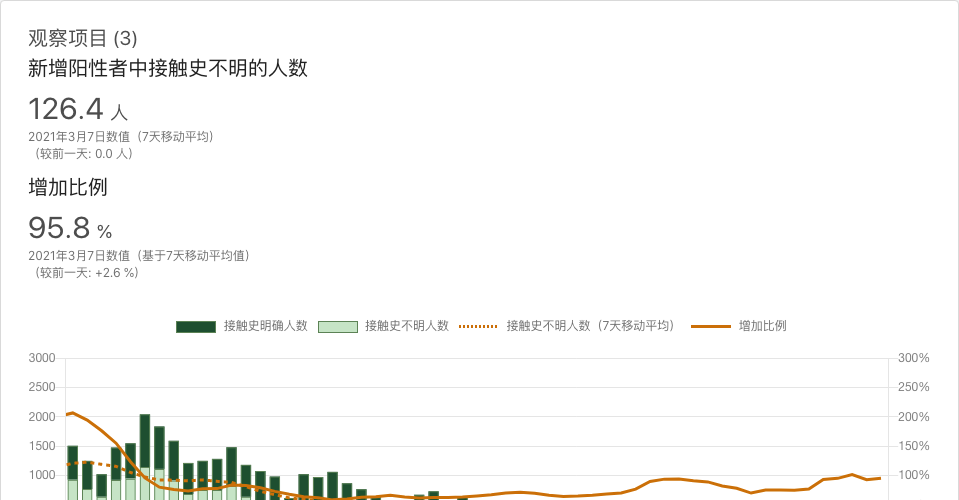 观察项目 (3)
新增阳性者中接触史不明的人数
126.4 人
2021年3月7日数值（7天移动平均）
（较前一天: 0.0 人）
增加比例
95.8 %
2021年3月7日数值（基于7天移动平均值）
（较前一天: +2.6 %）
接触史明确人数 接触史不明人数 接触史不明人数（7天移动平均） 增加比例
3000 300%
2500 250%
2000 200%
1500 150%
1000 100%